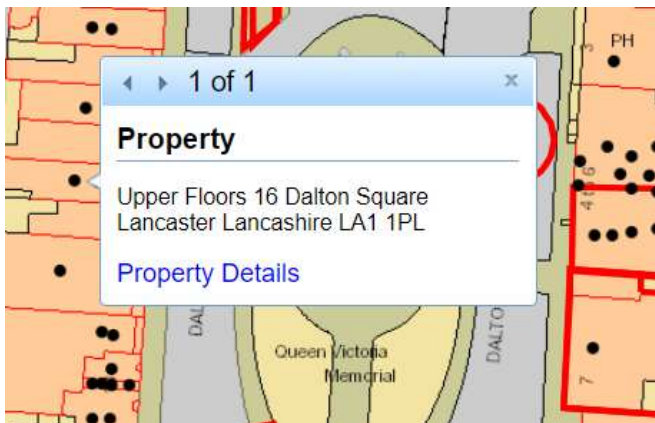 PH
3
1 of 1
Property
Upper Floors 16 Dalton Square
Lancaster Lancashire LA1 1PL
Property Details
4 to 6
DAL
DALTO
Queen Victoria
Memorial
7